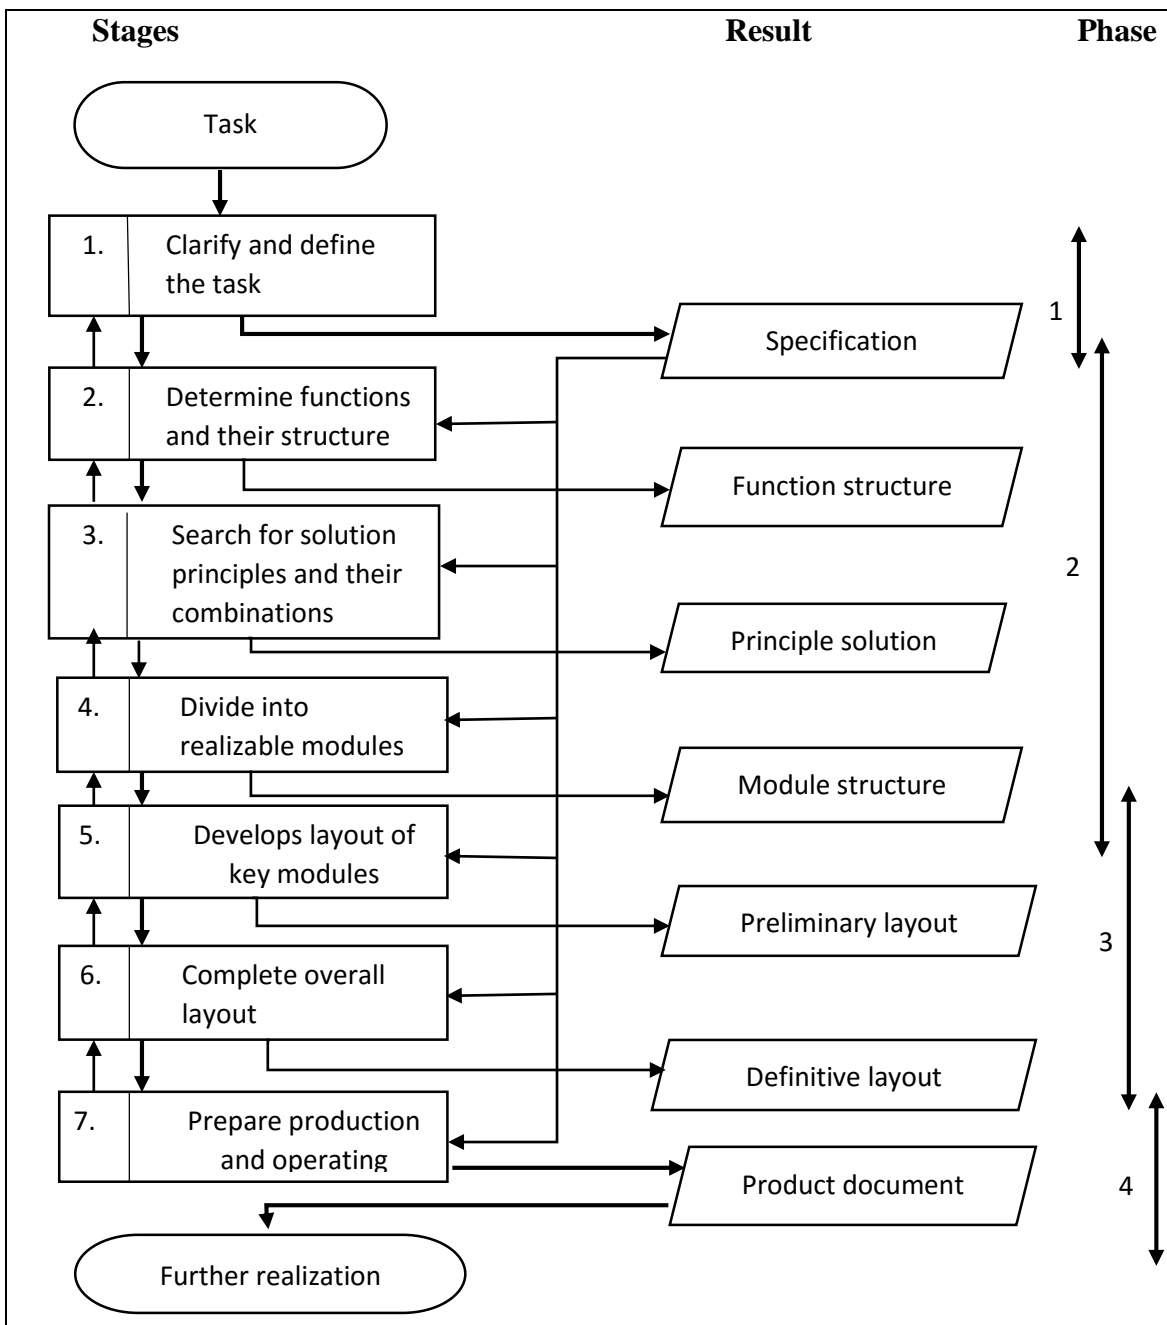 Stages Result Phase
Task
1. Clarify and define
the task
1
Specification
2. Determine functions
and their structure
Function structure
3. Search for solution
principles and their
combinations
2
Principle solution
4. Divide into
realizable modules
Module structure
5. Develops layout of
key modules
Preliminary layout
3
6. Complete overall
layout
Definitive layout
7. Prepare production
and operating
Product document
4
Further realization